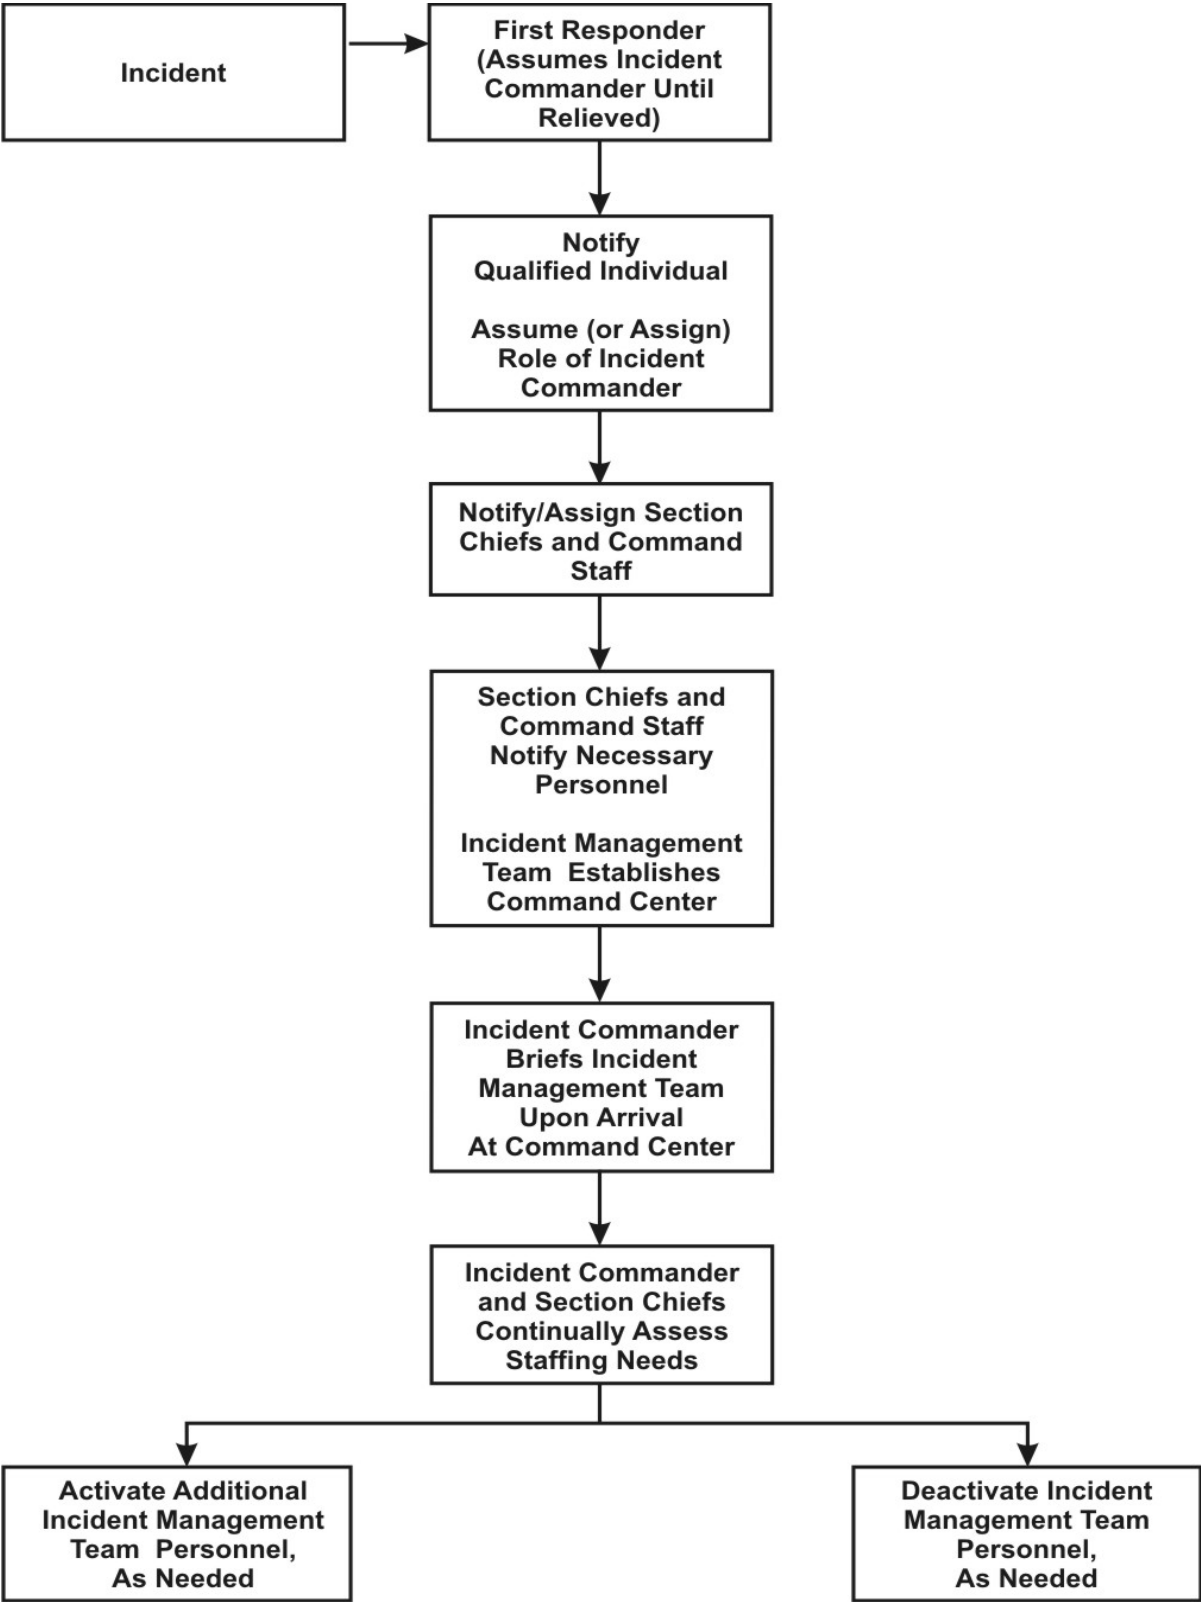 Incident
First Responder
(Assumes Incident
Commander Until
Relieved)
Notify
Qualified Individual
Assume (or Assign)
Role of Incident
Commander
Notify/Assign Section
Chiefs and Command
Staff
Section Chiefs and
Command Staff
Notify Necessary
Personnel
Incident Management
Team  Establishes
Command Center
Incident Commander
Briefs Incident
Management Team
Upon Arrival
At Command Center
Incident Commander
and Section Chiefs
Continually Assess
Staffing Needs
Activate Additional
Incident Management
Team  Personnel,
As Needed
Deactivate Incident
Management Team
Personnel,
As Needed